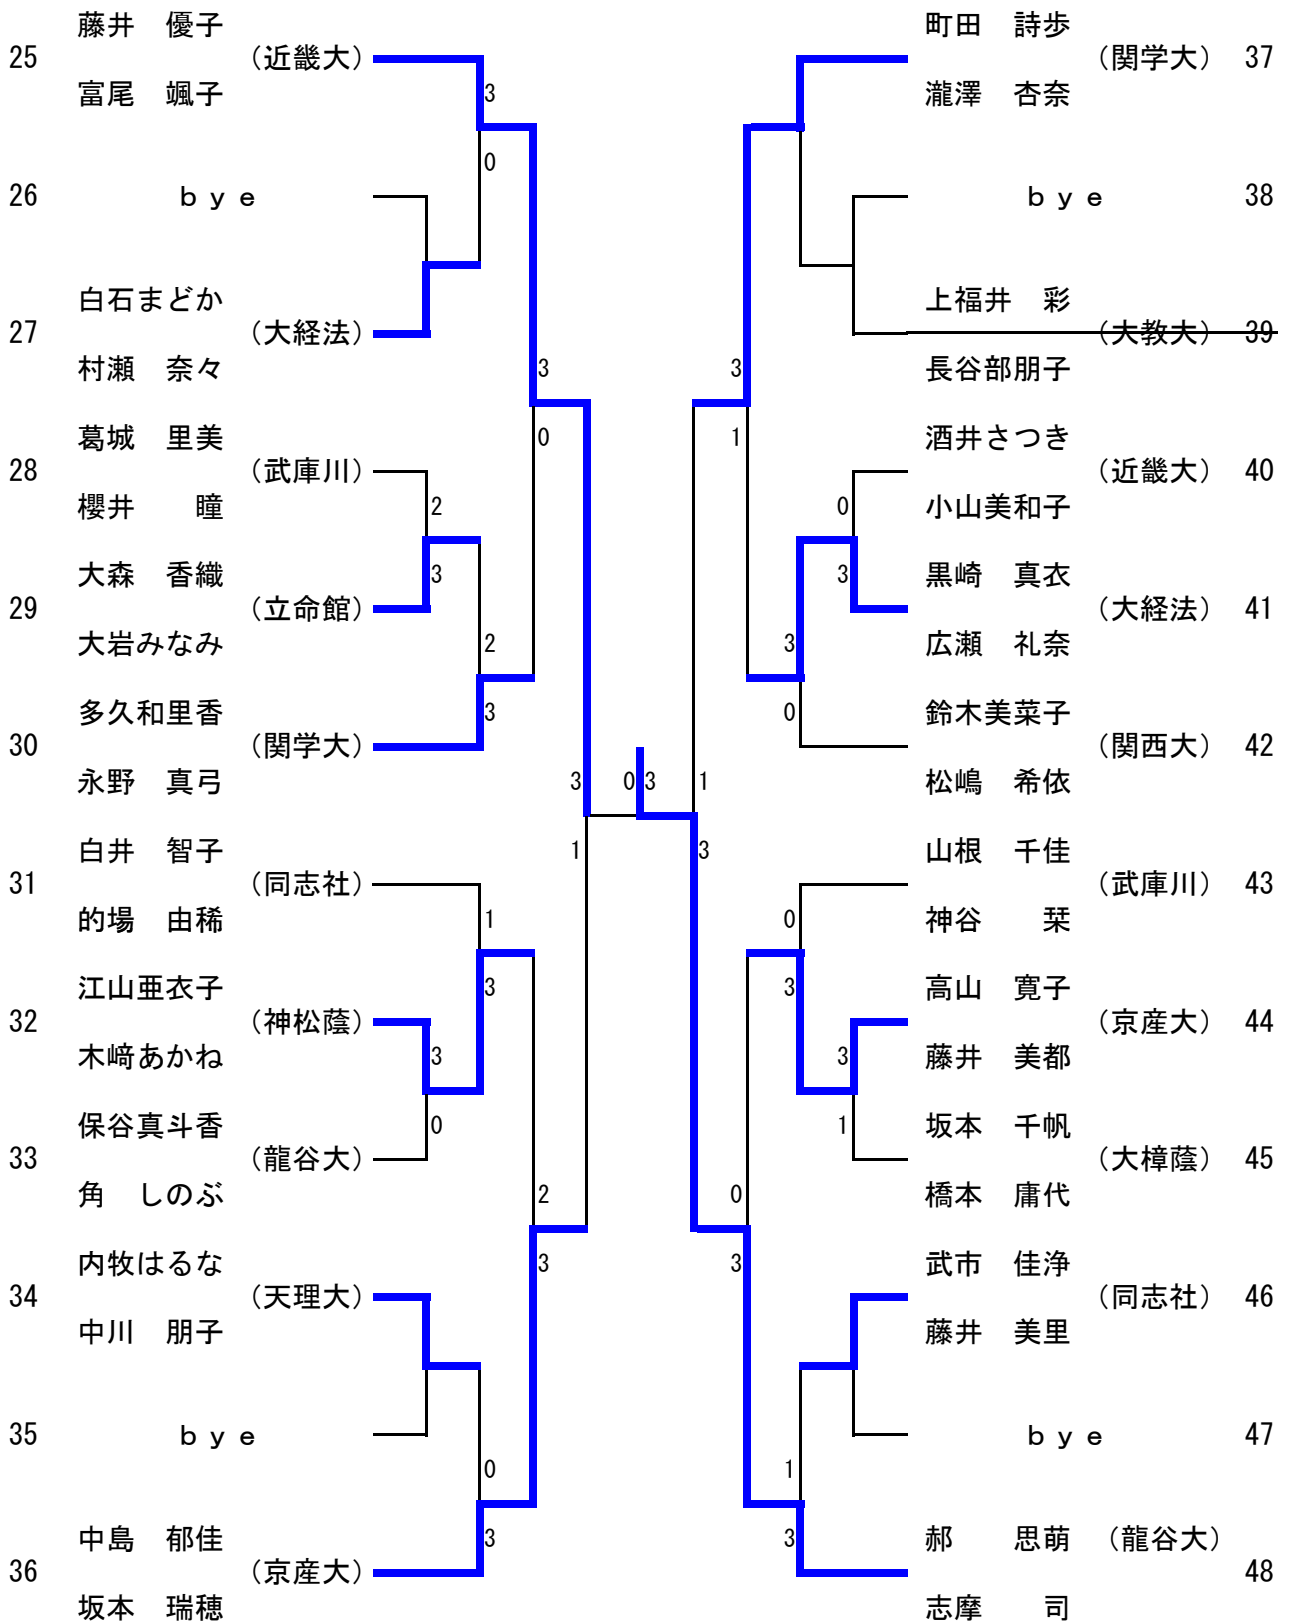 藤井　優子
25 (近畿大)
富尾　颯子
3
0
26 ｂｙｅ
白石まどか
27 (大経法)
村瀬　奈々
3
葛城　里美
0
28 (武庫川)
櫻井　　瞳
2
大森　香織
3
29 (立命館)
大岩みなみ
2
多久和里香
3
30 (関学大)
永野　真弓
3
白井　智子
1
31 (同志社)
的場　由稀
1
江山亜衣子
3
32 (神松蔭)
木﨑あかね
3
保谷真斗香
0
33 (龍谷大)
角　しのぶ
2
内牧はるな
3
34 (天理大)
中川　朋子
35 ｂｙｅ
0
中島　郁佳
3
36 (京産大)
坂本　瑞穂
0 3
町田　詩歩
(関学大) 37
瀧澤　杏奈
ｂｙｅ 38
上福井　彩
(大教大) 39
長谷部朋子
3
酒井さつき
1
(近畿大) 40
小山美和子
0
黒崎　真衣
3
(大経法) 41
広瀬　礼奈
3
鈴木美菜子
0
(関西大) 42
松嶋　希依
1
山根　千佳
3
(武庫川) 43
神谷　　栞
0
高山　寛子
3
(京産大) 44
藤井　美都
3
坂本　千帆
1
(大樟蔭) 45
橋本　庸代
0
武市　佳浄
3
(同志社) 46
藤井　美里
ｂｙｅ 47
1
郝　　思萌 (龍谷大)
3
48
志摩　　司